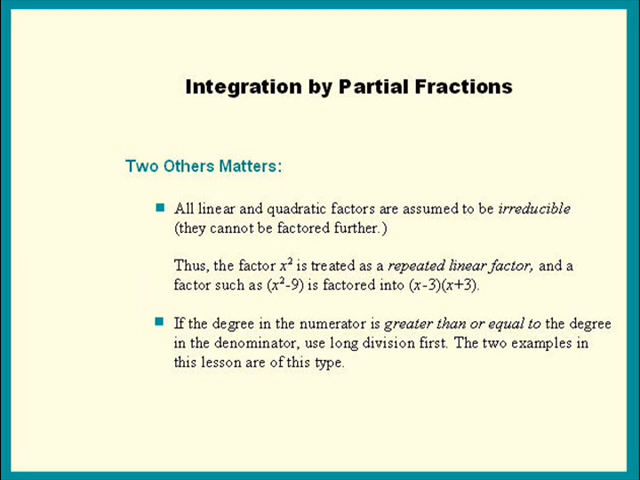 Integration by Partial Fractions
Two Others Matters:
All linear and quadratic factors are assumed to be irreducible
(they cannot be factored further.)
Thus, the factor x² is treated as a repeated linear factor, and a
factor such as (x²-9) is factored into (x-3)(x+3).
If the degree in the numerator is greater than or equal to the degree
in the denominator, use long division first. The two examples in
this lesson are of this type.